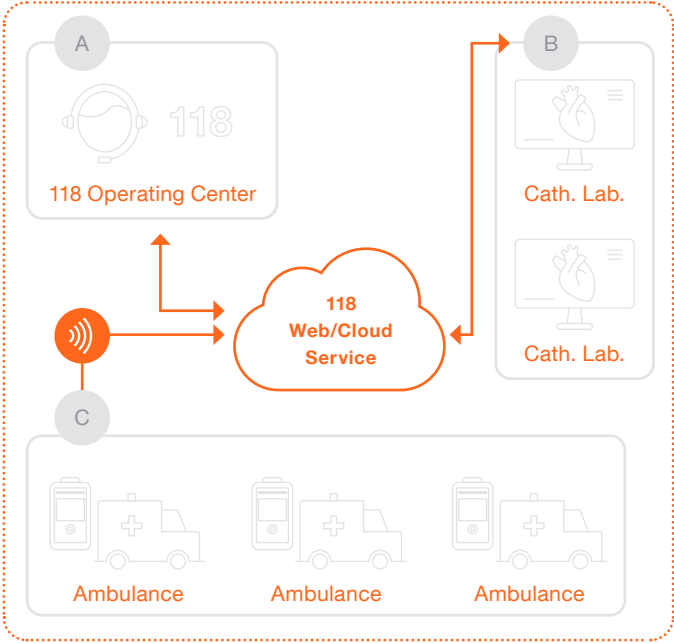 A
118
118 Operating Center
B
Cath. Lab.
Cath. Lab.
118
Web/Cloud
Service
C
Ambulance
Ambulance
Ambulance